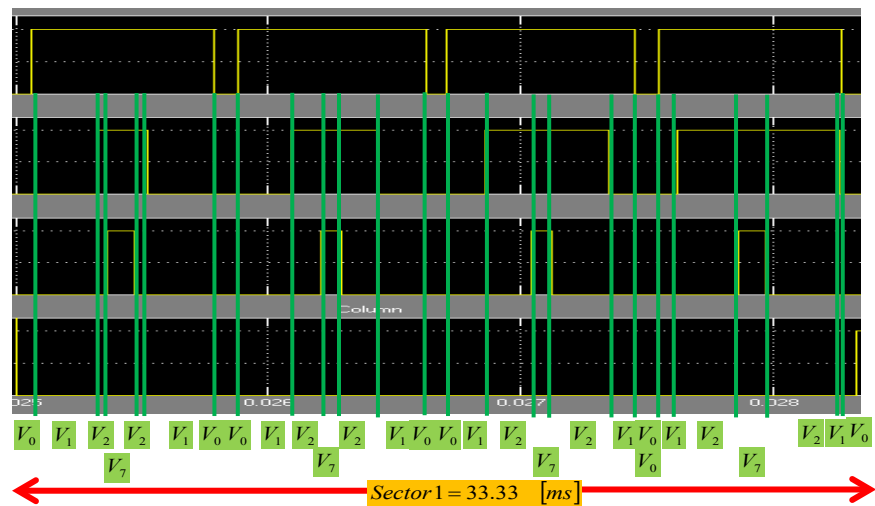 Column
025 0.026 0.027 0.028
V₀ V₁ V₂ V₂ V₁ V₀ V₀ V₁ V₂ V₂ V₁ V₀ V₀ V₁ V₂ V₂ V₁ V₀ V₁ V₂ V₂ V₁ V₀
V₇ V₇ V₇ V₀ V₇
Sector 1 = 33.33 [ms]